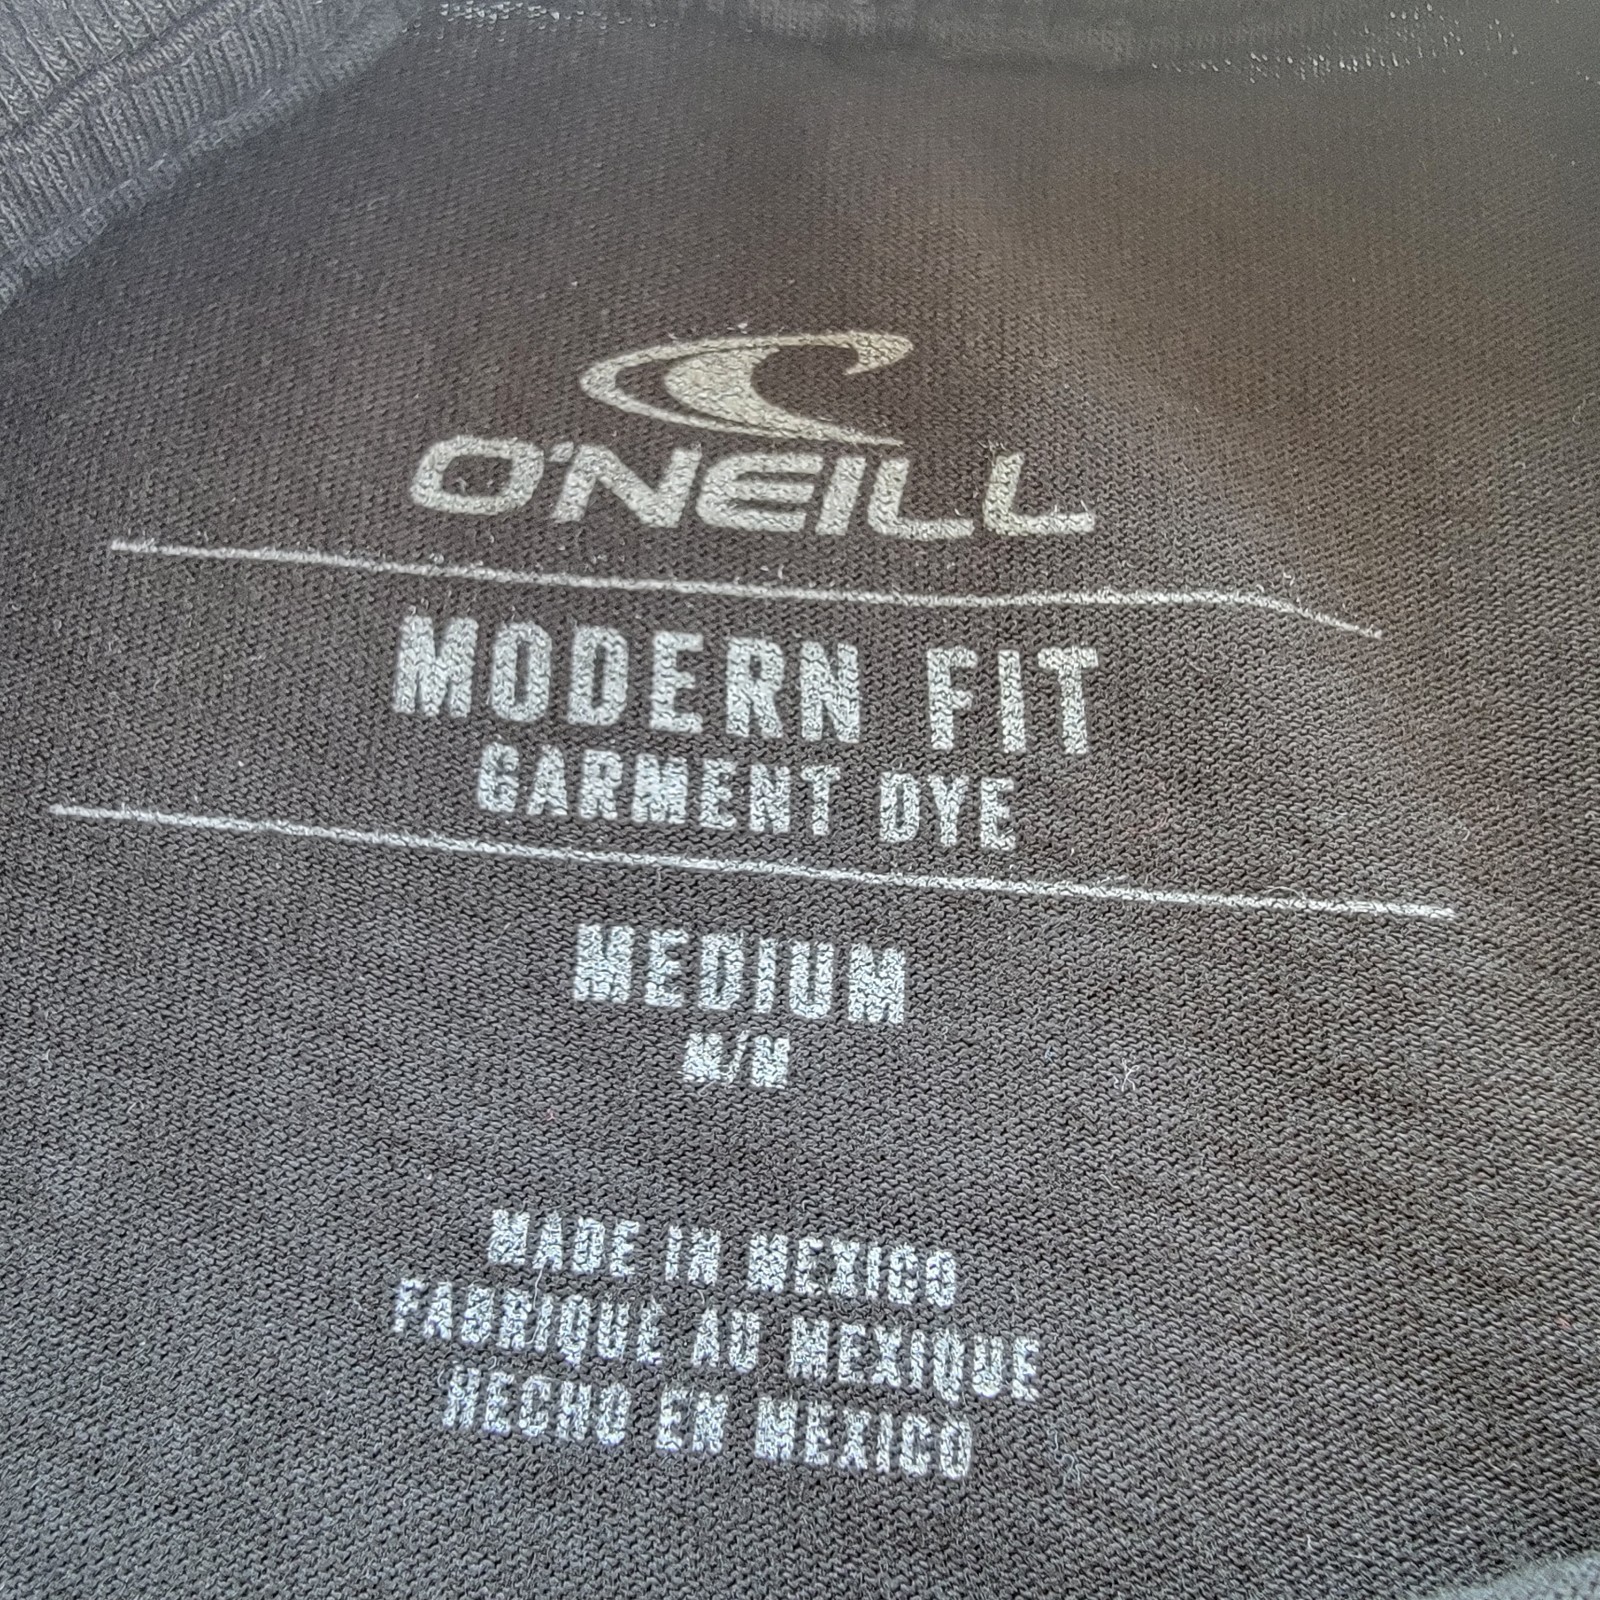 O'NEILL
MODERN FIT
GARMENT DYE
MEDIUM
M/M
MADE IN MEXICO
FABRIQUE AU MEXIQUE
HECHO EN MEXICO